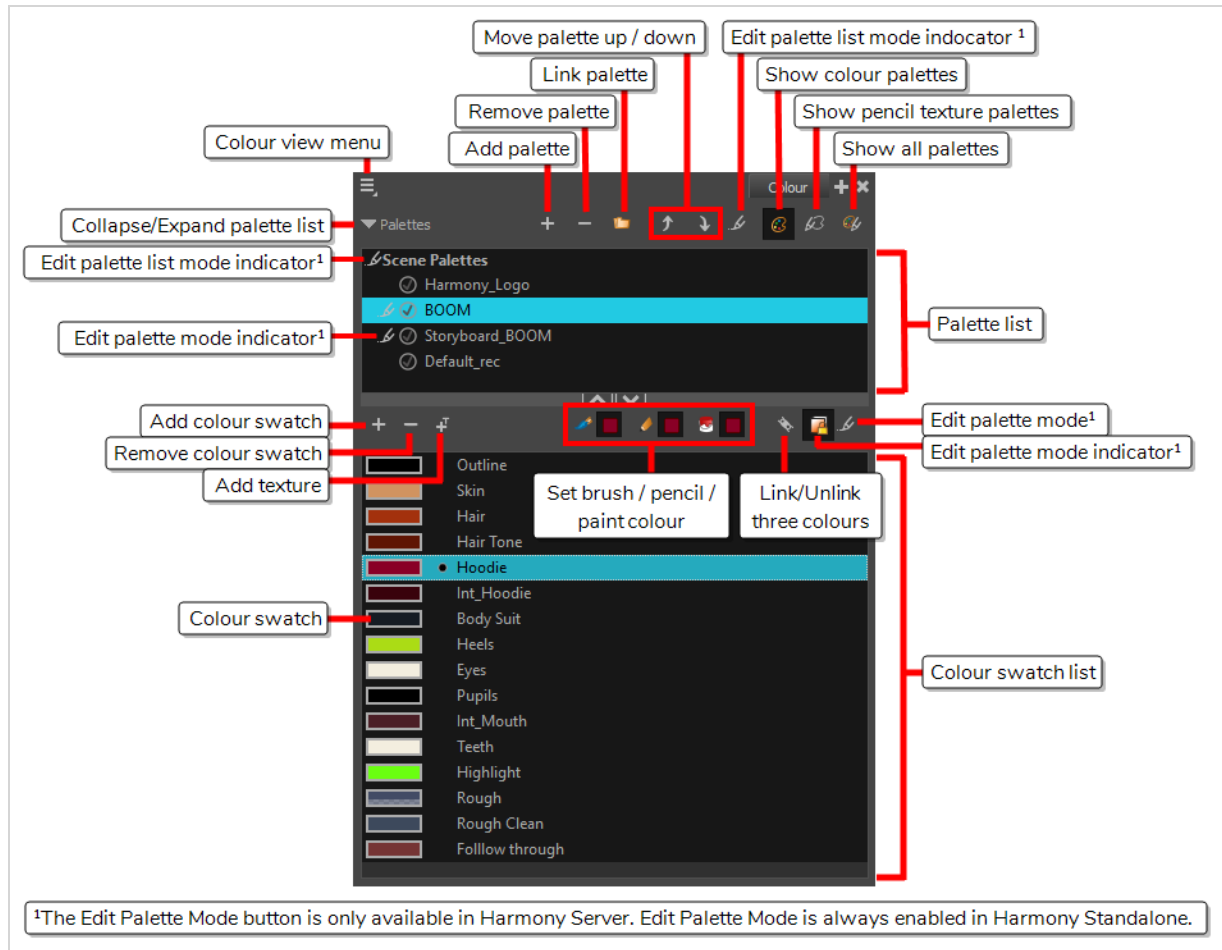 Move palette up / down
Edit palette list mode indocator ¹
Link palette
Show colour palettes
Remove palette
Show pencil texture palettes
Colour view menu
Add palette
Show all palettes
Colour
Collapse/Expand palette list
Palettes
Edit palette list mode indicator¹
Scene Palettes
Harmony_Logo
BOOM
Palette list
Edit palette mode indicator¹
Storyboard_BOOM
Default_rec
Add colour swatch
Edit palette mode¹
Remove colour swatch
Edit palette mode indicator¹
Add texture
Set brush / pencil /
paint colour
Link/Unlink
three colours
Outline
Skin
Hair
Hair Tone
Hoodie
Int_Hoodie
Colour swatch
Body Suit
Heels
Eyes
Colour swatch list
Pupils
Int_Mouth
Teeth
Highlight
Rough
Rough Clean
Folllow through
¹The Edit Palette Mode button is only available in Harmony Server. Edit Palette Mode is always enabled in Harmony Standalone.